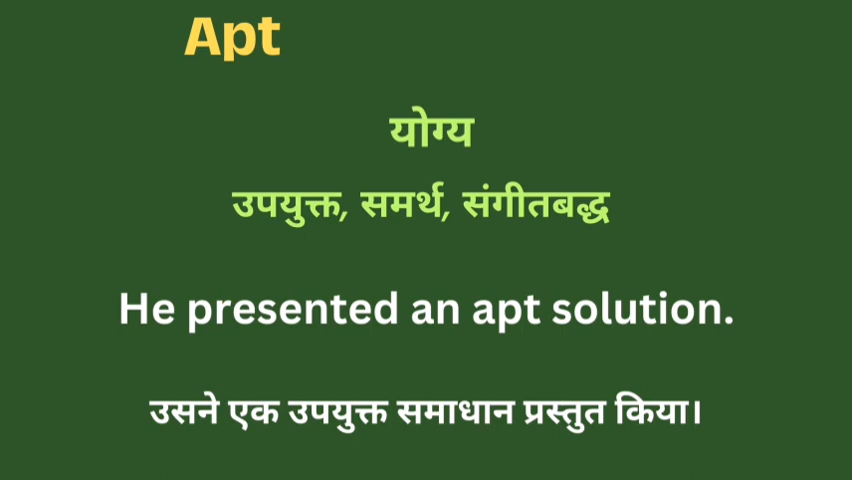 Apt
योग्य
उपयुक्त, समर्थ, संगीतबद्ध
He presented an apt solution.
उसने एक उपयुक्त समाधान प्रस्तुत किया।